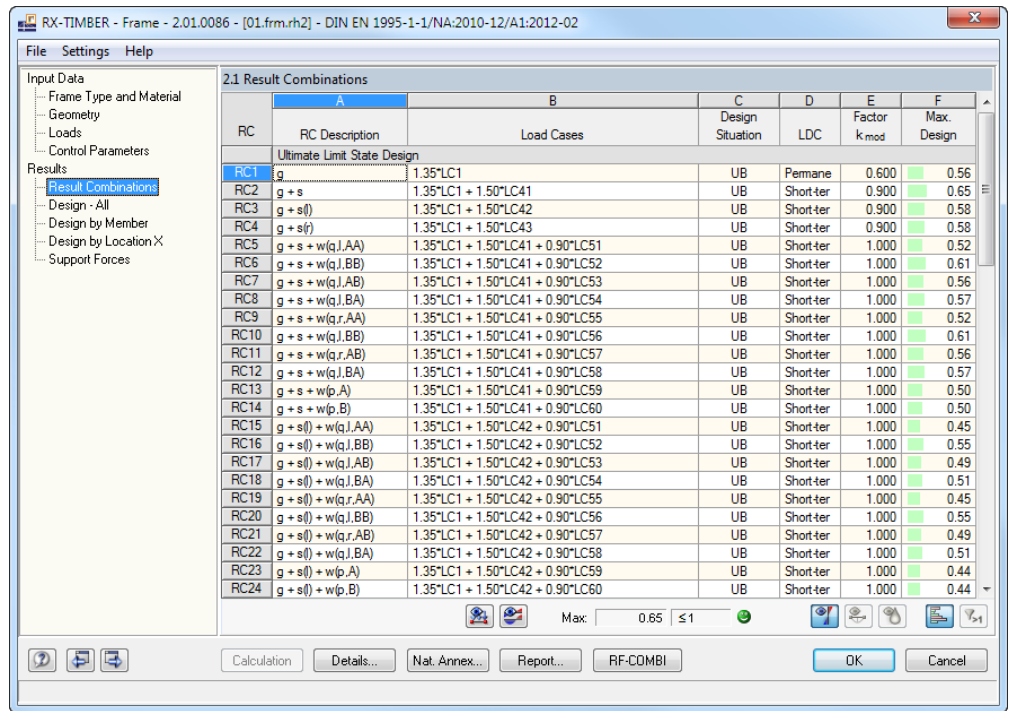 RX-TIMBER - Frame - 2.01.0086 - [01.frm.rh2] - DIN EN 1995-1-1/NA:2010-12/A1:2012-02
File Settings Help
Input Data
Frame Type and Material
Geometry
Loads
Control Parameters
Results
Result Combinations
Design - All
Design by Member
Design by Location X
Support Forces
2.1 Result Combinations
A B C D E F
Design Factor Max.
RC RC Description Load Cases Situation LDC k mod Design
Ultimate Limit State Design
RC1 g 1.35*LC1 UB Permane 0.600 0.56
RC2 g + s 1.35*LC1 + 1.50*LC41 UB Short-ter 0.900 0.65
RC3 g + s(l) 1.35*LC1 + 1.50*LC42 UB Short-ter 0.900 0.58
RC4 g + s(r) 1.35*LC1 + 1.50*LC43 UB Short-ter 0.900 0.58
RC5 g + s + w(q,l,AA) 1.35*LC1 + 1.50*LC41 + 0.90*LC51 UB Short-ter 1.000 0.52
RC6 g + s + w(q,l,BB) 1.35*LC1 + 1.50*LC41 + 0.90*LC52 UB Short-ter 1.000 0.61
RC7 g + s + w(q,l,AB) 1.35*LC1 + 1.50*LC41 + 0.90*LC53 UB Short-ter 1.000 0.56
RC8 g + s + w(q,l,BA) 1.35*LC1 + 1.50*LC41 + 0.90*LC54 UB Short-ter 1.000 0.57
RC9 g + s + w(q,r,AA) 1.35*LC1 + 1.50*LC41 + 0.90*LC55 UB Short-ter 1.000 0.52
RC10 g + s + w(q,l,BB) 1.35*LC1 + 1.50*LC41 + 0.90*LC56 UB Short-ter 1.000 0.61
RC11 g + s + w(q,r,AB) 1.35*LC1 + 1.50*LC41 + 0.90*LC57 UB Short-ter 1.000 0.56
RC12 g + s + w(q,l,BA) 1.35*LC1 + 1.50*LC41 + 0.90*LC58 UB Short-ter 1.000 0.57
RC13 g + s + w(p,A) 1.35*LC1 + 1.50*LC41 + 0.90*LC59 UB Short-ter 1.000 0.50
RC14 g + s + w(p,B) 1.35*LC1 + 1.50*LC41 + 0.90*LC60 UB Short-ter 1.000 0.50
RC15 g + s(l) + w(q,l,AA) 1.35*LC1 + 1.50*LC42 + 0.90*LC51 UB Short-ter 1.000 0.45
RC16 g + s(l) + w(q,l,BB) 1.35*LC1 + 1.50*LC42 + 0.90*LC52 UB Short-ter 1.000 0.55
RC17 g + s(l) + w(q,l,AB) 1.35*LC1 + 1.50*LC42 + 0.90*LC53 UB Short-ter 1.000 0.49
RC18 g + s(l) + w(q,l,BA) 1.35*LC1 + 1.50*LC42 + 0.90*LC54 UB Short-ter 1.000 0.51
RC19 g + s(l) + w(q,r,AA) 1.35*LC1 + 1.50*LC42 + 0.90*LC55 UB Short-ter 1.000 0.45
RC20 g + s(l) + w(q,l,BB) 1.35*LC1 + 1.50*LC42 + 0.90*LC56 UB Short-ter 1.000 0.55
RC21 g + s(l) + w(q,r,AB) 1.35*LC1 + 1.50*LC42 + 0.90*LC57 UB Short-ter 1.000 0.49
RC22 g + s(l) + w(q,l,BA) 1.35*LC1 + 1.50*LC42 + 0.90*LC58 UB Short-ter 1.000 0.51
RC23 g + s(l) + w(p,A) 1.35*LC1 + 1.50*LC42 + 0.90*LC59 UB Short-ter 1.000 0.44
RC24 g + s(l) + w(p,B) 1.35*LC1 + 1.50*LC42 + 0.90*LC60 UB Short-ter 1.000 0.44
Max: 0.65 ≤1 >1
Calculation Details... Nat. Annex... Report... RF-COMBI OK Cancel